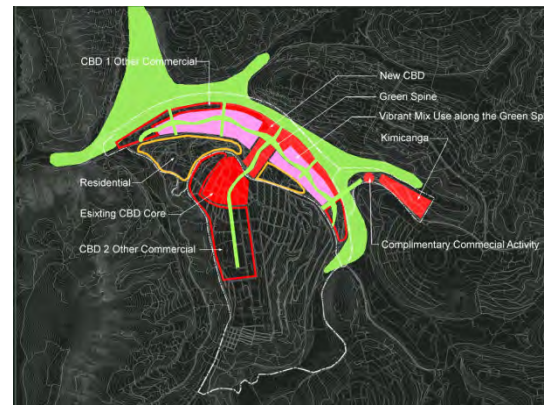 CBD 1 Other Commercial
New CBD
Green Spine
Vibrant Mix Use along the Green Sp
Kimicanga
Residential
Esixting CBD Core
CBD 2 Other Commercial
Complimentary Commecial Activity